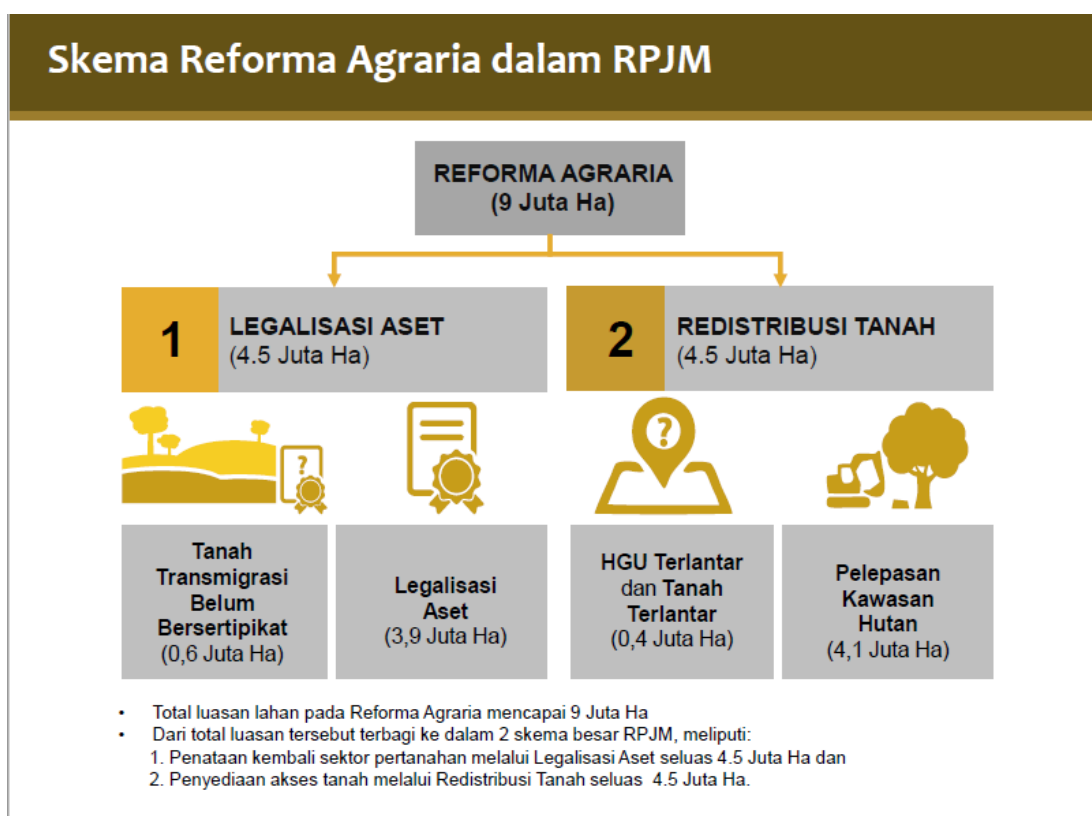 Skema Reforma Agraria dalam RPJM
REFORMA AGRARIA
(9 Juta Ha)
1
LEGALISASI ASET
(4.5 Juta Ha)
2
REDISTRIBUSI TANAH
(4.5 Juta Ha)
?
?
Tanah
Transmigrasi
Belum
Bersertipikat
(0,6 Juta Ha)
Legalisasi
Aset
(3,9 Juta Ha)
HGU Terlantar
dan Tanah
Terlantar
(0,4 Juta Ha)
Pelepasan
Kawasan
Hutan
(4,1 Juta Ha)
• Total luasan lahan pada Reforma Agraria mencapai 9 Juta Ha
• Dari total luasan tersebut terbagi ke dalam 2 skema besar RPJM, meliputi:
1. Penataan kembali sektor pertanahan melalui Legalisasi Aset seluas 4.5 Juta Ha dan
2. Penyediaan akses tanah melalui Redistribusi Tanah seluas 4.5 Juta Ha.